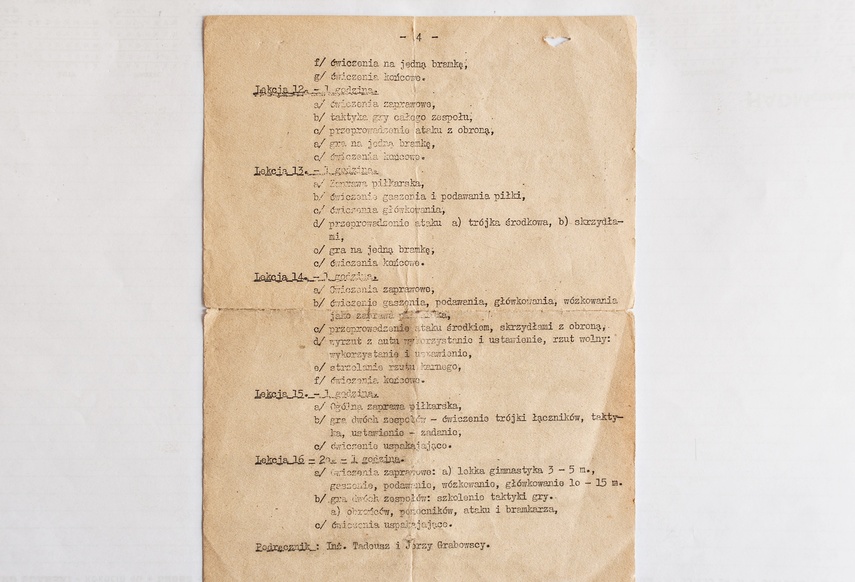 - 4 -
f/ ćwiczenia na jedną bramkę,
g/ ćwiczenia końcowe.
Lekcja 12. - 1 godzina.
a/ ćwiczenia zaprawowe,
b/ taktyka gry całego zespołu,
c/ przeprowadzenie ataku z obroną,
a/ gra na jedną bramkę,
c/ ćwiczenia końcowe.
Lekcja 13. - 1 godzina.
a/ Zaprawa piłkarska,
b/ ćwiczenie gaszenia i podawania piłki,
c/ ćwiczenia główkowania,
d/ przeprowadzenie ataku a) trójka środkowa, b) skrzydła-
mi,
e/ gra na jedną bramkę,
c/ ćwiczenia końcowe.
Lekcja 14. - 1 godzina.
a/ Ćwiczenia zaprawowe,
b/ ćwiczenie gaszenia, podawania, główkowania, wózkowania
jako zaprawa
c/ przeprowadzenie ataku środkiem, skrzydłami z obroną,
d/ wyrzut z autu wykorzystanie i ustawienie, rzut wolny:
wykorzystanie i ustawienie,
e/ strzelanie rzutu karnego,
f/ ćwiczenia końcowe.
Lekcja 15. - 1 godzina.
a/ Ogólna zaprawa piłkarska,
b/ gra dwóch zespołów - ćwiczenie trójki łączników, takty-
ka, ustawienie - zadanie,
c/ ćwiczenie uspakajające.
Lekcja 16 - - 1 godzina.
a/ ćwiczenia zaprawowe: a) lekka gimnastyka 3 - 5 m.,
gaszenie, podawanie, wózkowanie, główkowanie 10 - 15 m.
b/ gra dwóch zespołów: szkolenie taktyki gry.
a) obrońców, pomocników, ataku i bramkarza,
c/ ćwiczenia uspakajające.
Podręcznik : Inż. Tadeusz i Jerzy Grabowscy.